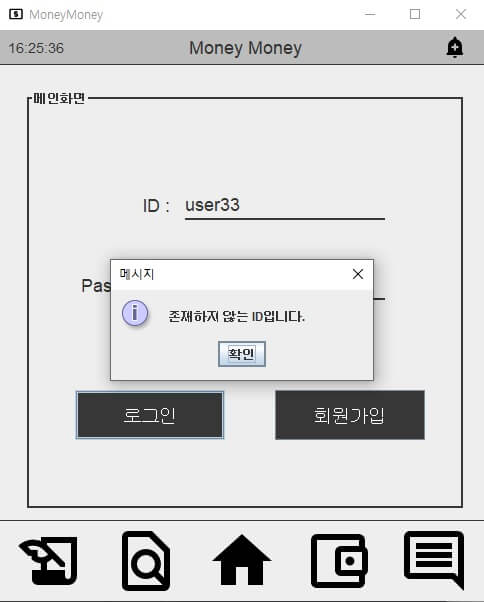 MoneyMoney
16:25:36
Money Money
메인화면
ID :
user33
Pas
메시지
존재하지 않는 ID입니다.
확인
로그인
회원가입